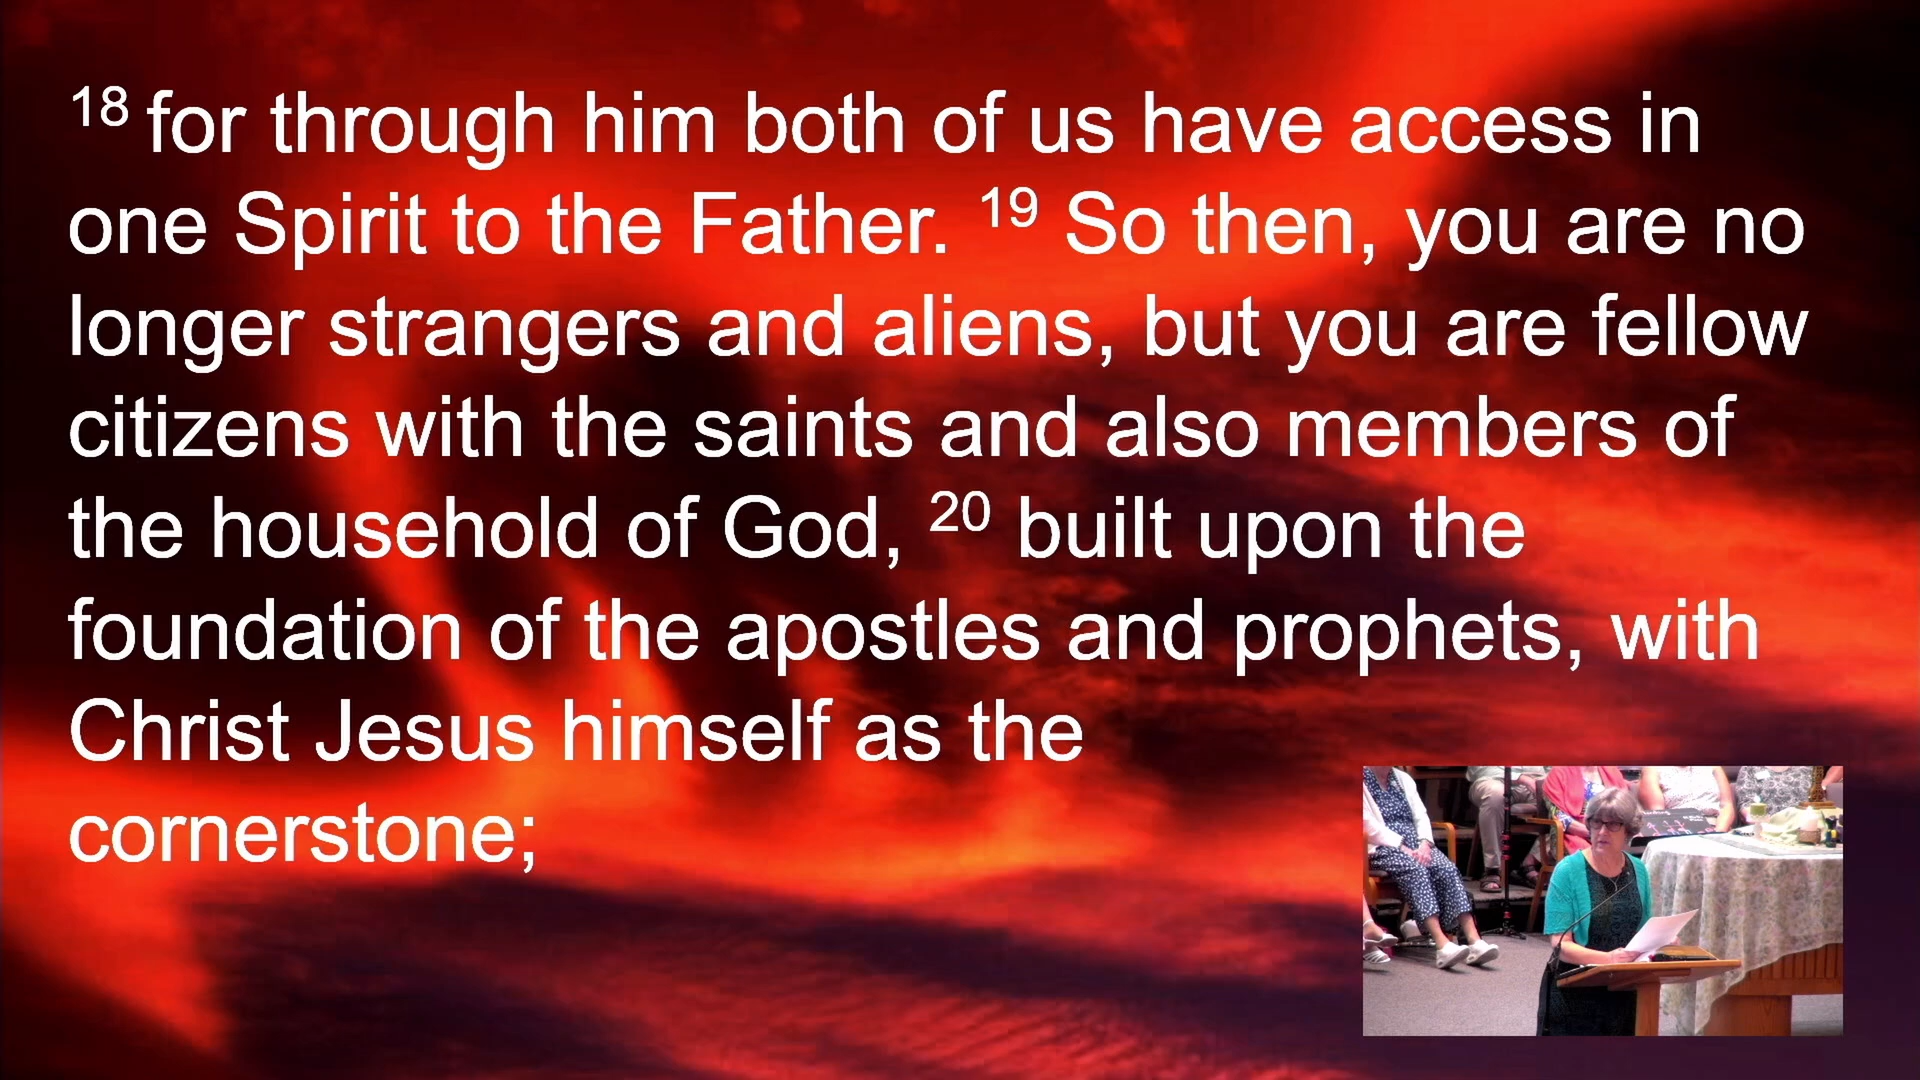 18 for through him both of us have access in
one Spirit to the Father. 19 So then, you are no
longer strangers and aliens, but you are fellow
citizens with the saints and also members of
the household of God, 20 built upon the
foundation of the apostles and prophets, with
Christ Jesus himself as the
cornerstone;